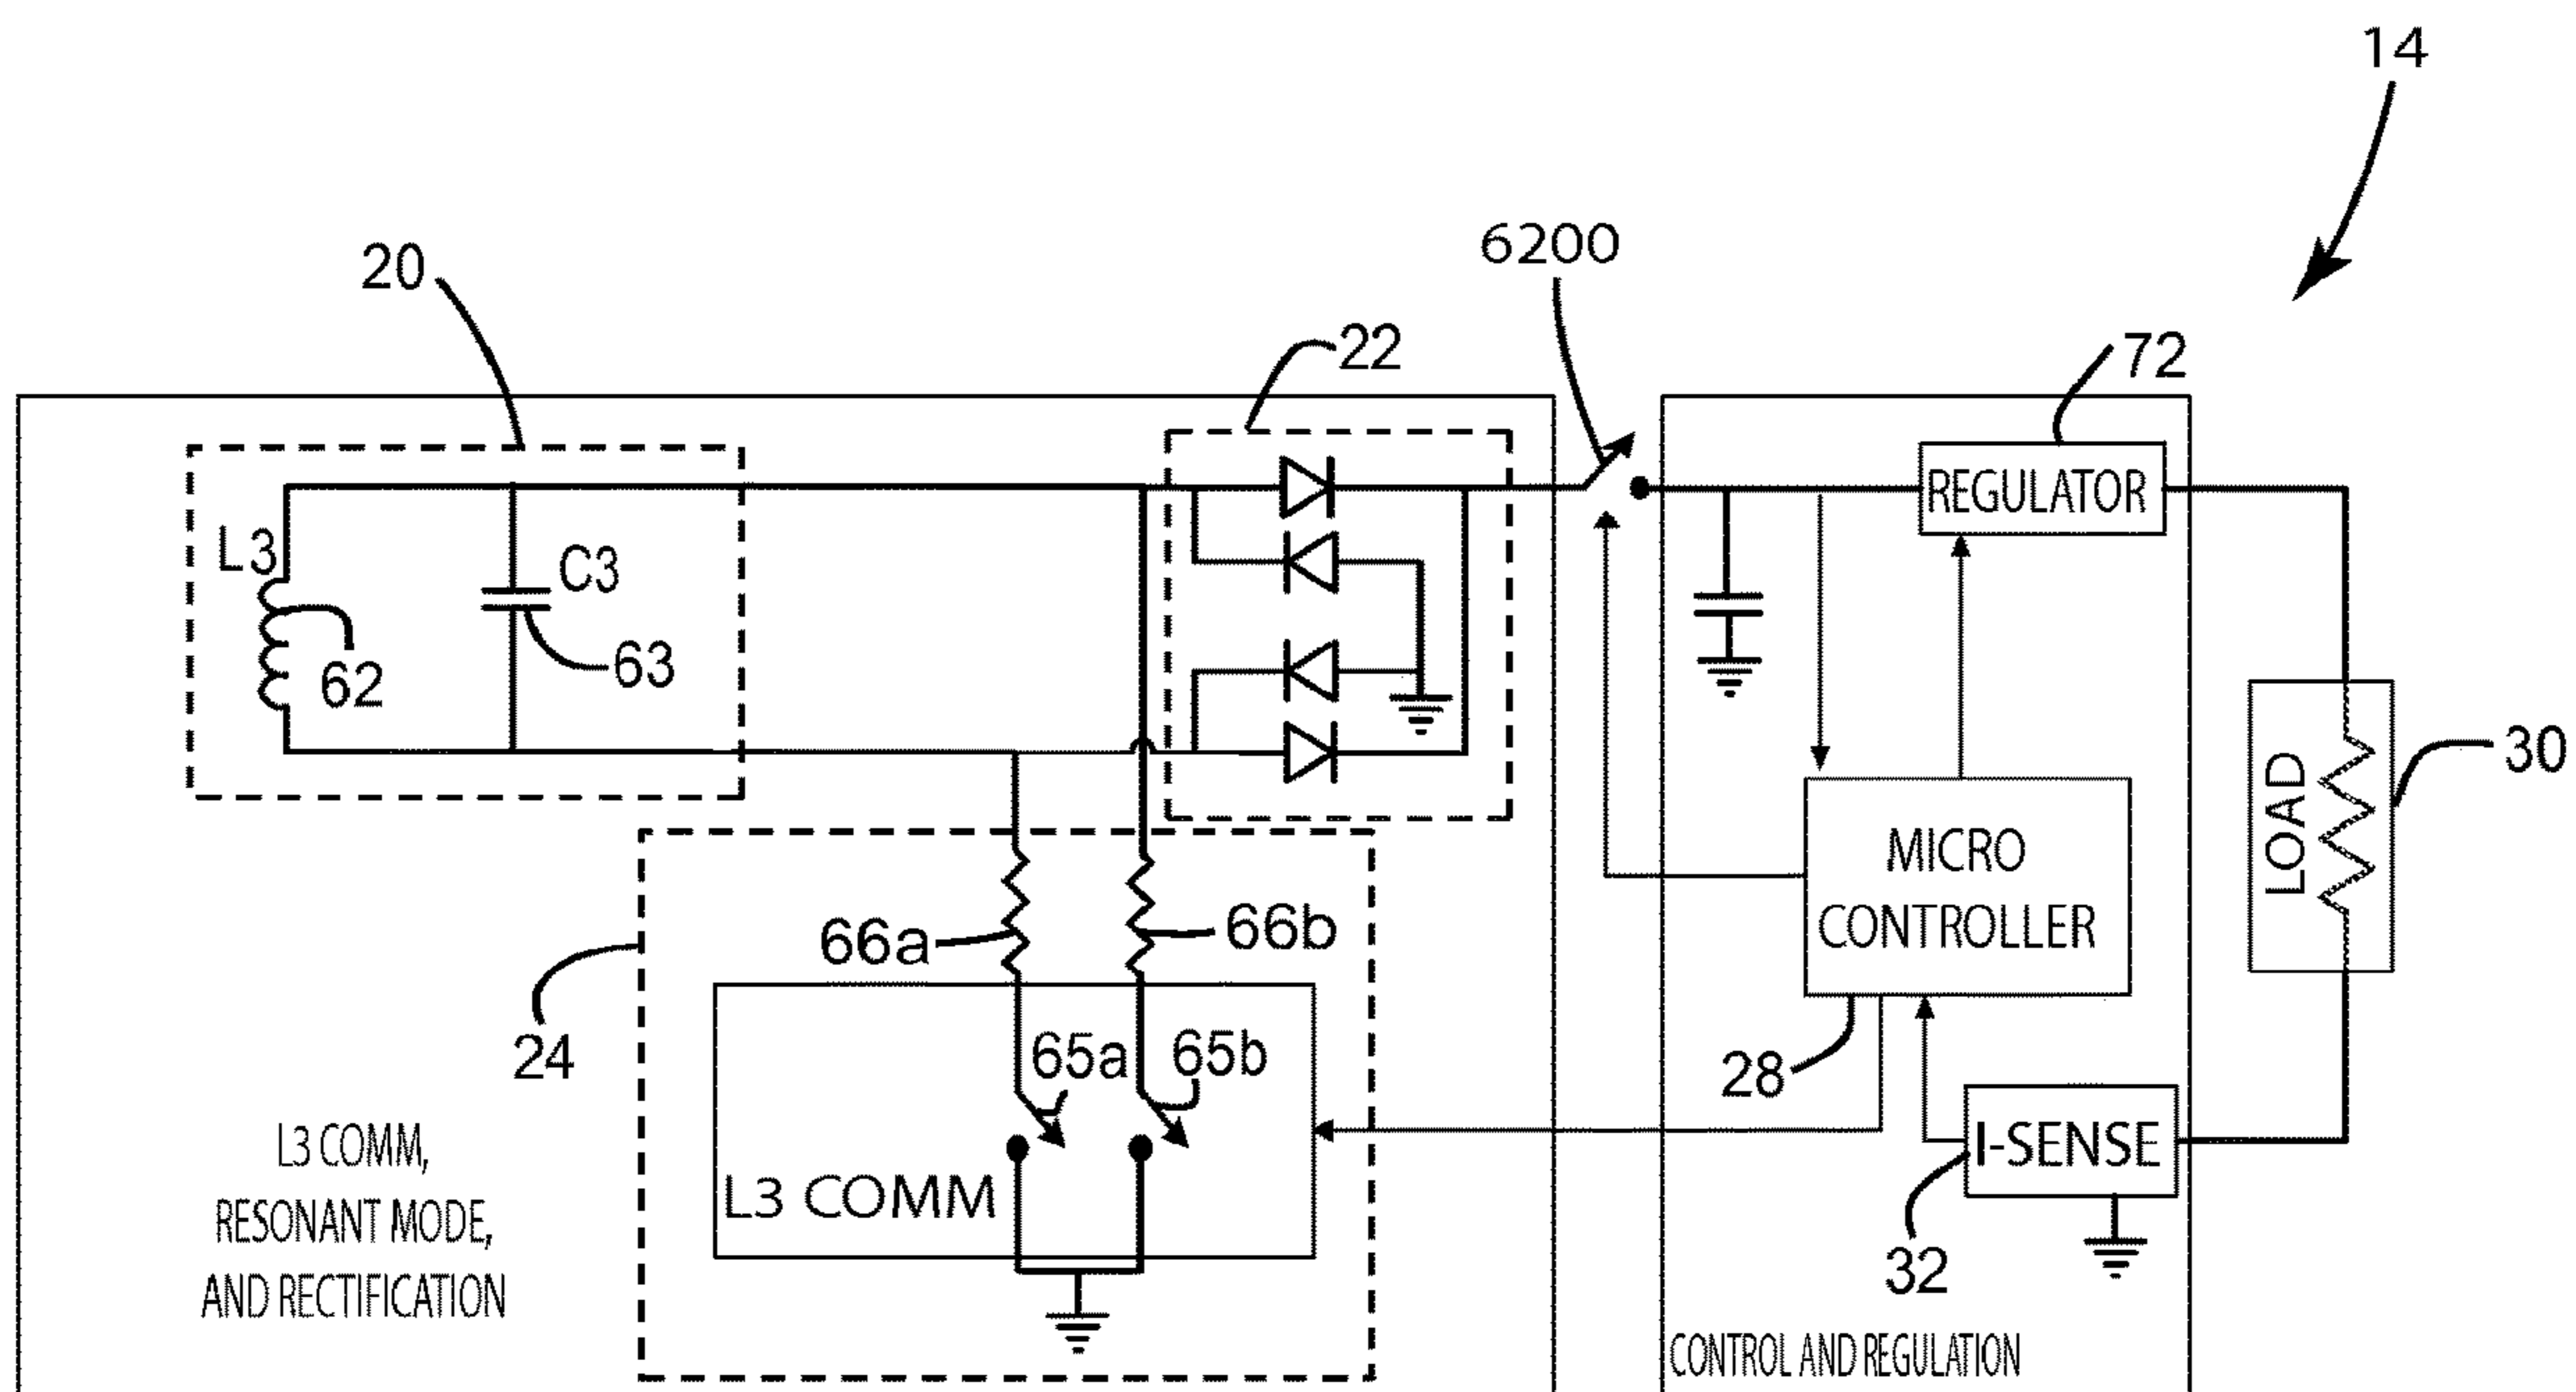 14
6200
20
22
72
L3
C3
REGULATOR
62
63
30
LOAD
MICRO
CONTROLLER
66a
66b
24
65a
65b
28
L3 COMM,
RESONANT MODE,
AND RECTIFICATION
L3 COMM
I-SENSE
32
CONTROL AND REGULATION